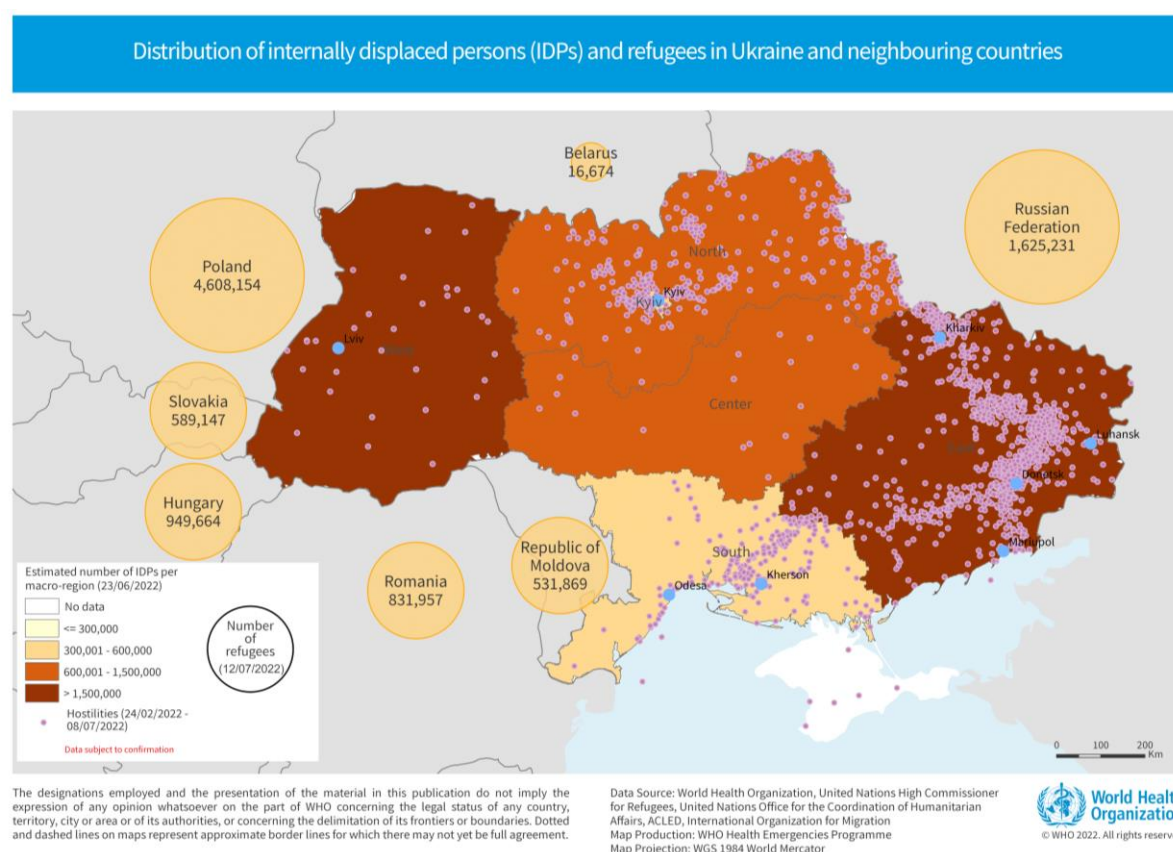 Distribution of internally displaced persons (IDPs) and refugees in Ukraine and neighbouring countries
Belarus
16,674
Russian
Federation
1,625,231
Poland
4,608,154
North
Kyiv
Kyiv
Kharkiv
Lviv
Slovakia
589,147
Center
Luhansk
Donetsk
Hungary
949,664
Republic of
Moldova
531,869
South
Mariupol
Romania
831,957
Odesa
Kherson
Estimated number of IDPs per
macro-region (23/06/2022)
No data
<= 300,000
300,001 - 600,000
600,001 - 1,500,000
> 1,500,000
Hostilities (24/02/2022 -
08/07/2022)
Data subject to confirmation
Number
of
refugees
(12/07/2022)
0 100 200
Km
The designations employed and the presentation of the material in this publication do not imply the
expression of any opinion whatsoever on the part of WHO concerning the legal status of any country,
territory, city or area or of its authorities, or concerning the delimitation of its frontiers or boundaries. Dotted
and dashed lines on maps represent approximate border lines for which there may not yet be full agreement.
Data Source: World Health Organization, United Nations High Commissioner
for Refugees, United Nations Office for the Coordination of Humanitarian
Affairs, ACLED, International Organization for Migration
Map Production: WHO Health Emergencies Programme
Map Projection: WGS 1984 World Mercator
World Healt
Organizatio
© WHO 2022. All rights reserve